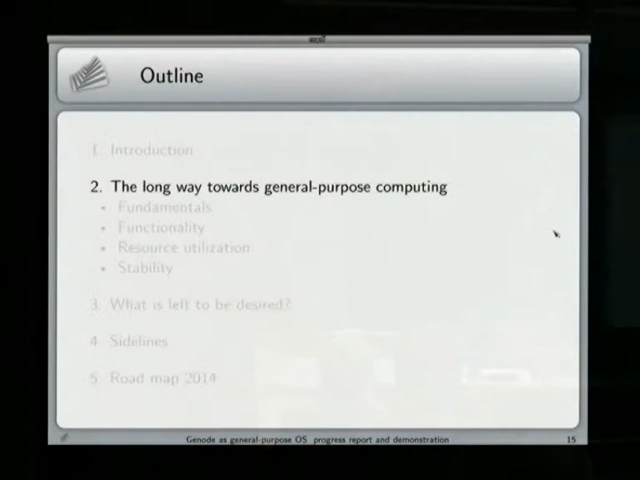 Outline
1. Introduction
2. The long way towards general-purpose computing
• Fundamentals
• Functionality
• Resource utilization
• Stability
3. What is left to be desired?
4. Sidelines
5. Road map 2014
Genode as general-purpose OS progress report and demonstration
15